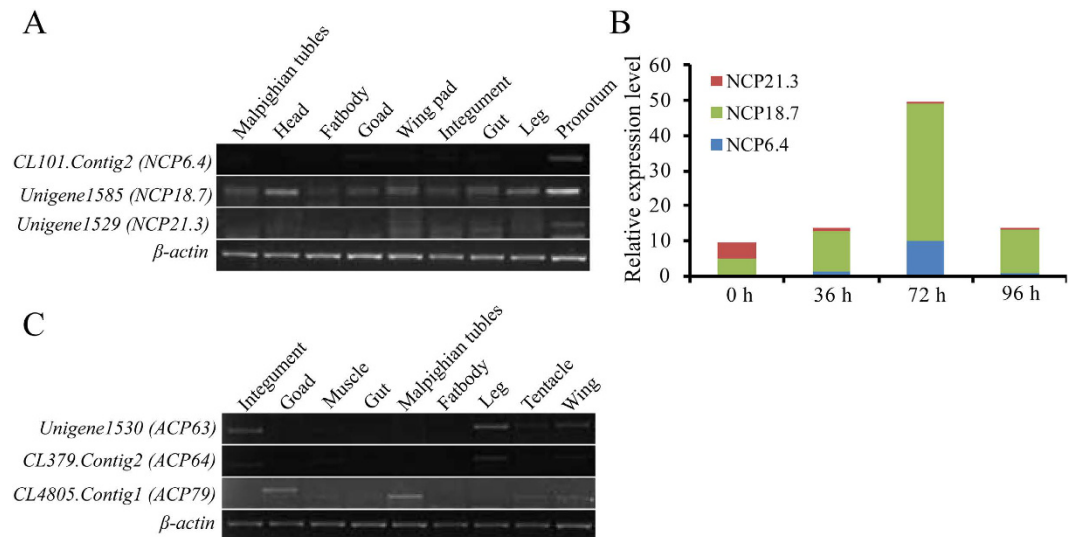 A
Malpighian tubles
Head
Fatbody
Goad
Wing pad
Integument
Gut
Leg
Pronotum
CL101.Contig2 (NCP6.4)
Unigene1585 (NCP18.7)
Unigene1529 (NCP21.3)
β-actin
B
Relative expression level
60
50
40
30
20
10
0
NCP21.3
NCP18.7
NCP6.4
0 h
36 h
72 h
96 h
C
Integument
Goad
Muscle
Gut
Malpighian tubles
Fatbody
Leg
Tentacle
Wing
Unigene1530 (ACP63)
CL379.Contig2 (ACP64)
CL4805.Contig1 (ACP79)
β-actin